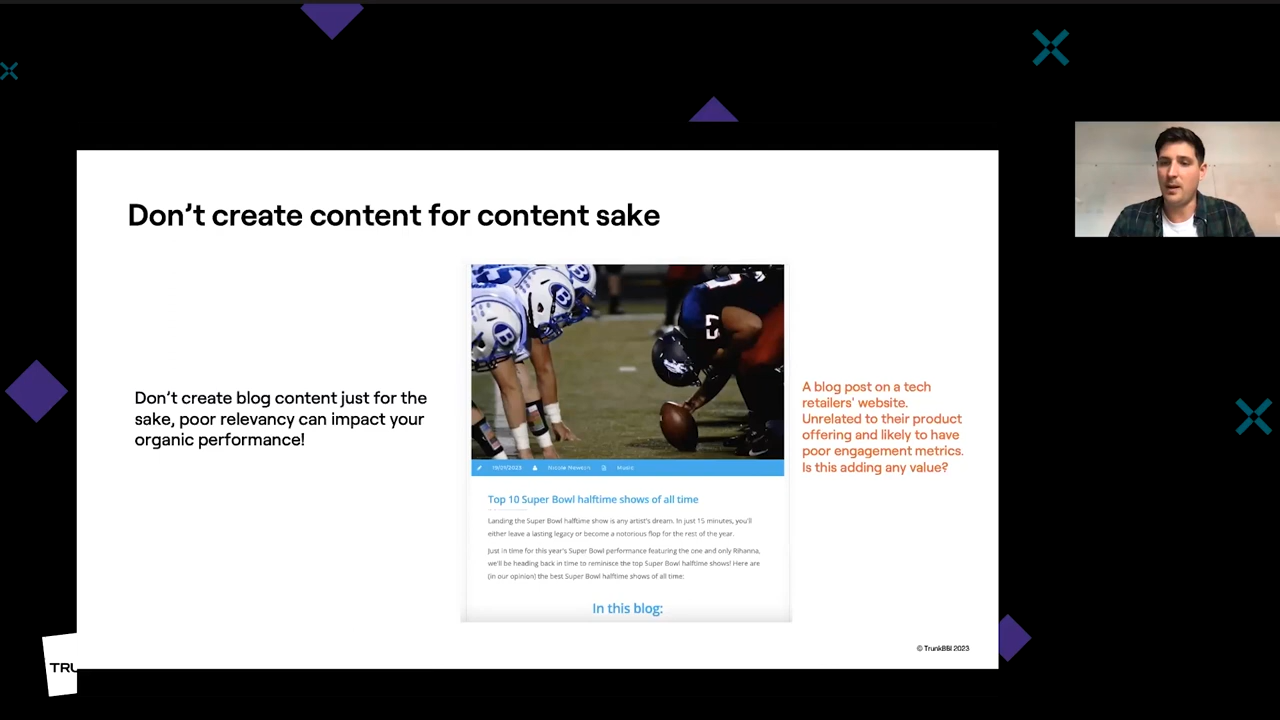 Don't create content for content sake
Don't create blog content just for the
sake, poor relevancy can impact your
organic performance!
B
B
B
57
Music
Top 10 Super Bowl halftime shows of all time
Landing the Super Bowl halftime show is any artist's dream. In just 15 minutes, you'll
either leave a lasting legacy or become a notorious flop for the rest of the year.
Just in time for this year's Super Bowl performance featuring the one and only Rihanna,
we'll be heading back in time to reminisce the top Super Bowl halftime shows! Here are
(in our opinion) the best Super Bowl halftime shows of all time:
In this blog:
A blog post on a tech
retailers' website.
Unrelated to their product
offering and likely to have
poor engagement metrics.
Is this adding any value?
© TrunkBBI 2023
TRU